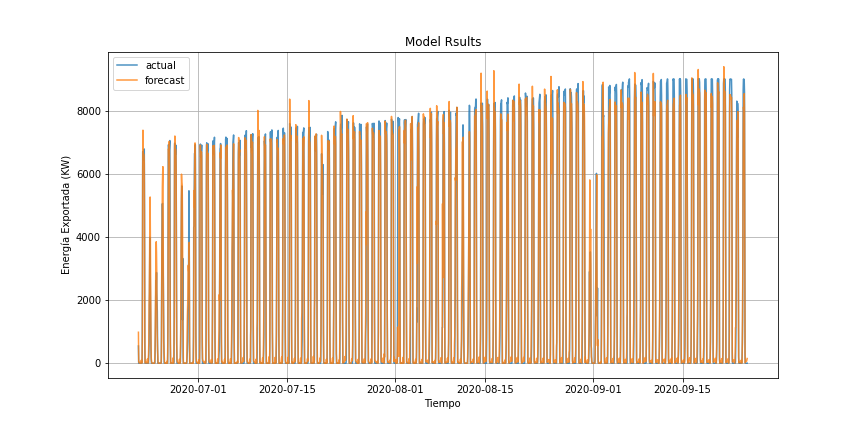 Model Rsults
actual
forecast
8000
6000
4000
2000
0
Energía Exportada (KW)
2020-07-01 2020-07-15 2020-08-01 2020-08-15 2020-09-01 2020-09-15
Tiempo